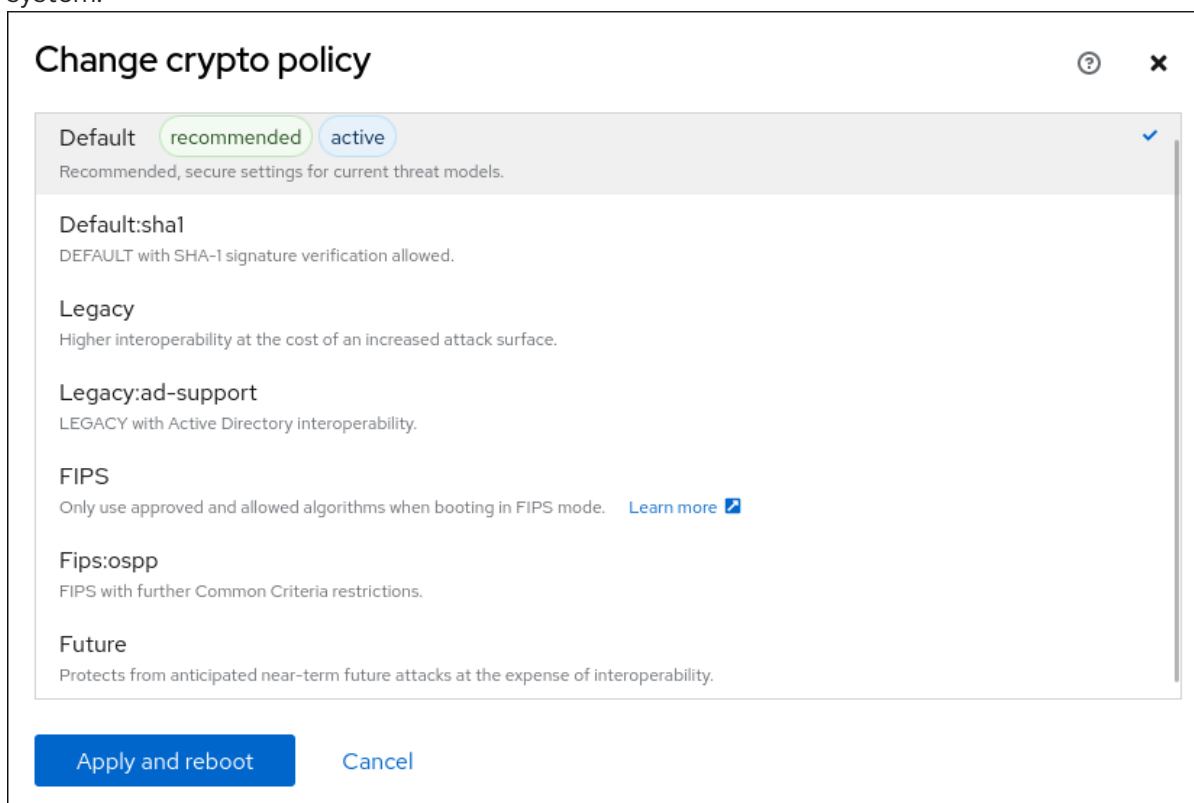 system.
Change crypto policy
Default recommended active
Recommended, secure settings for current threat models.
Default:sha1
DEFAULT with SHA-1 signature verification allowed.
Legacy
Higher interoperability at the cost of an increased attack surface.
Legacy:ad-support
LEGACY with Active Directory interoperability.
FIPS
Only use approved and allowed algorithms when booting in FIPS mode. Learn more
Fips:ospp
FIPS with further Common Criteria restrictions.
Future
Protects from anticipated near-term future attacks at the expense of interoperability.
Apply and reboot Cancel